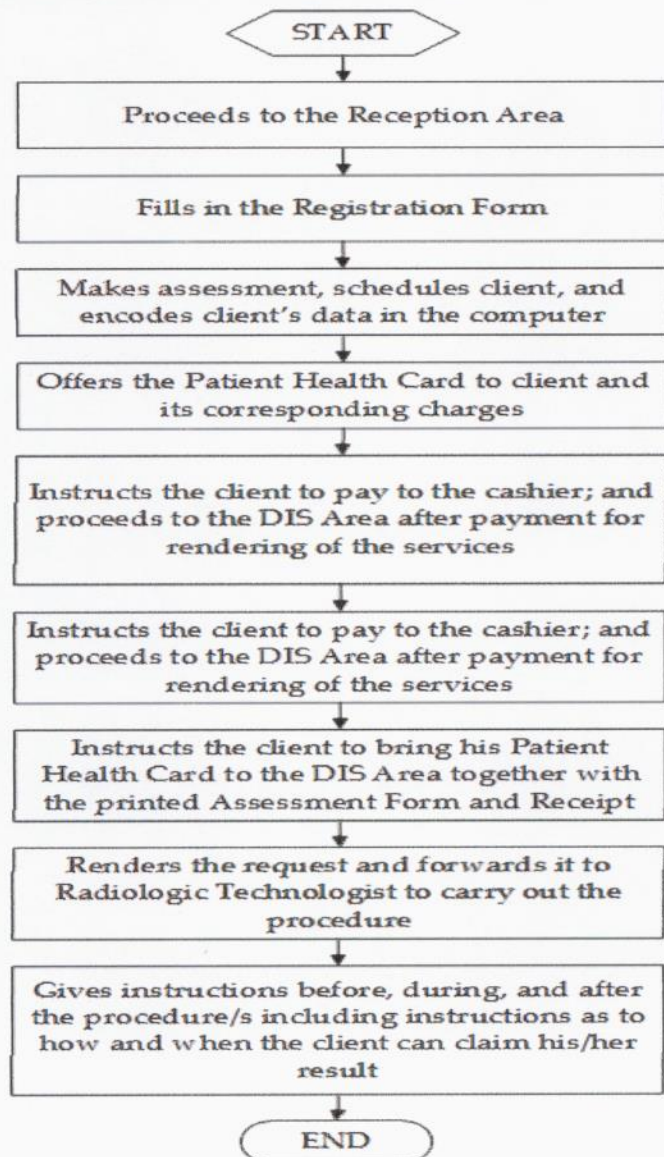 START
Proceeds to the Reception Area
Fills in the Registration Form
Makes assessment, schedules client, and
encodes client's data in the computer
Offers the Patient Health Card to client and
its corresponding charges
Instructs the client to pay to the cashier; and
proceeds to the DIS Area after payment for
rendering of the services
Instructs the client to pay to the cashier; and
proceeds to the DIS Area after payment for
rendering of the services
Instructs the client to bring his Patient
Health Card to the DIS Area together with
the printed Assessment Form and Receipt
Renders the request and forwards it to
Radiologic Technologist to carry out the
procedure
Gives instructions before, during, and after
the procedure/s including instructions as to
how and when the client can claim his/her
result
END